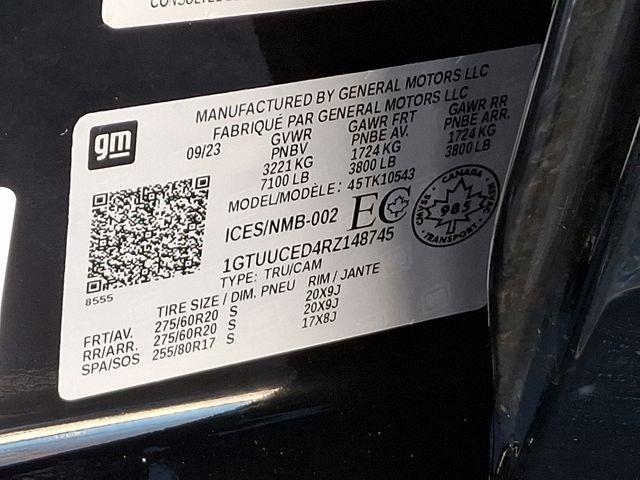 MANUFACTURED BY GENERAL MOTORS LLC
FABRIQUÉ PAR GENERAL MOTORS LLC
gm
09/23
GVWR
PNBV
3221 KG
7100 LB
GAWR FRT
PNBE AV.
1724 KG
3800 LB
GAWR RR
PNBE ARR.
1724 KG
3800 LB
MODEL/MODÈLE: 45TK10543
ICES/NMB-002 EC
CANADA
985
TRANSPORT
1GTUUCED4RZ148745
TYPE: TRU/CAM
8555
TIRE SIZE / DIM. PNEU RIM / JANTE
FRT/AV. 275/60R20 S 20X9J
RR/ARR. 275/60R20 S 20X9J
SPA/SOS 255/80R17 S 17X8J